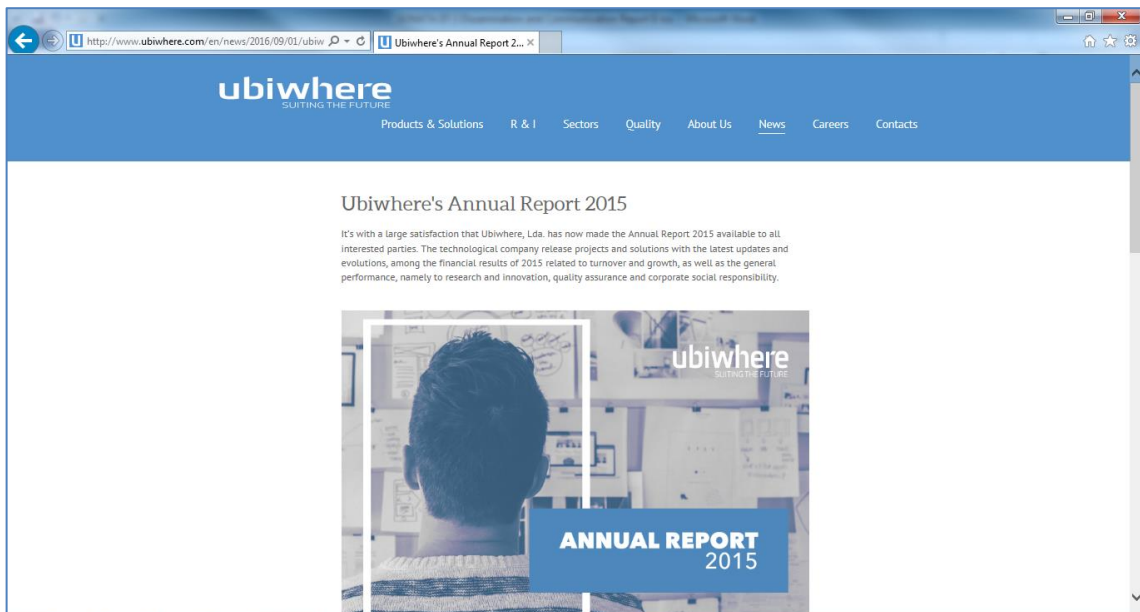 http://www.ubiwhere.com/en/news/2016/09/01/ubiw
Ubiwhere's Annual Report 2...
ubiwhere
SUITING THE FUTURE
Products & Solutions R & I Sectors Quality About Us News Careers Contacts
Ubiwhere's Annual Report 2015
It's with a large satisfaction that Ubiwhere, Lda. has now made the Annual Report 2015 available to all
interested parties. The technological company release projects and solutions with the latest updates and
evolutions, among the financial results of 2015 related to turnover and growth, as well as the general
performance, namely to research and innovation, quality assurance and corporate social responsibility.
ubiwhere
SUITING THE FUTURE
ANNUAL REPORT
2015